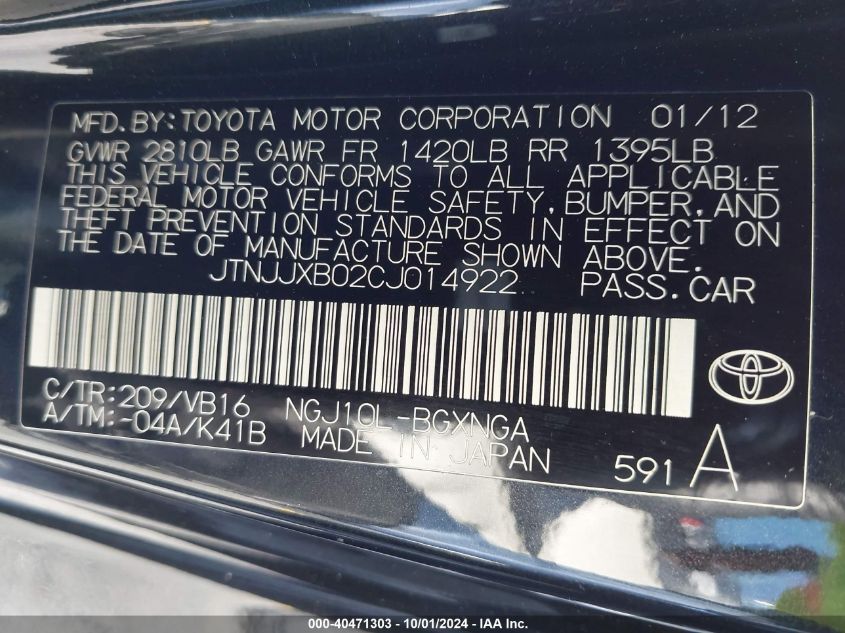 MFD.BY:TOYOTA MOTOR CORPORATION 01/12
GVWR 2810LB GAWR FR 1420LB RR 1395LB
THIS VEHICLE CONFORMS TO ALL APPLICABLE
FEDERAL MOTOR VEHICLE SAFETY,BUMPER,AND
THEFT PREVENTION STANDARDS IN EFFECT ON
THE DATE OF MANUFACTURE SHOWN ABOVE.
JTNJJXB02CJ014922 PASS.CAR
C/TR:209/VB16 NGJ10L-BGXNGA
A/TM:-04A/K41B MADE IN JAPAN
591 A
000-40471303 - 10/01/2024 - IAA Inc.